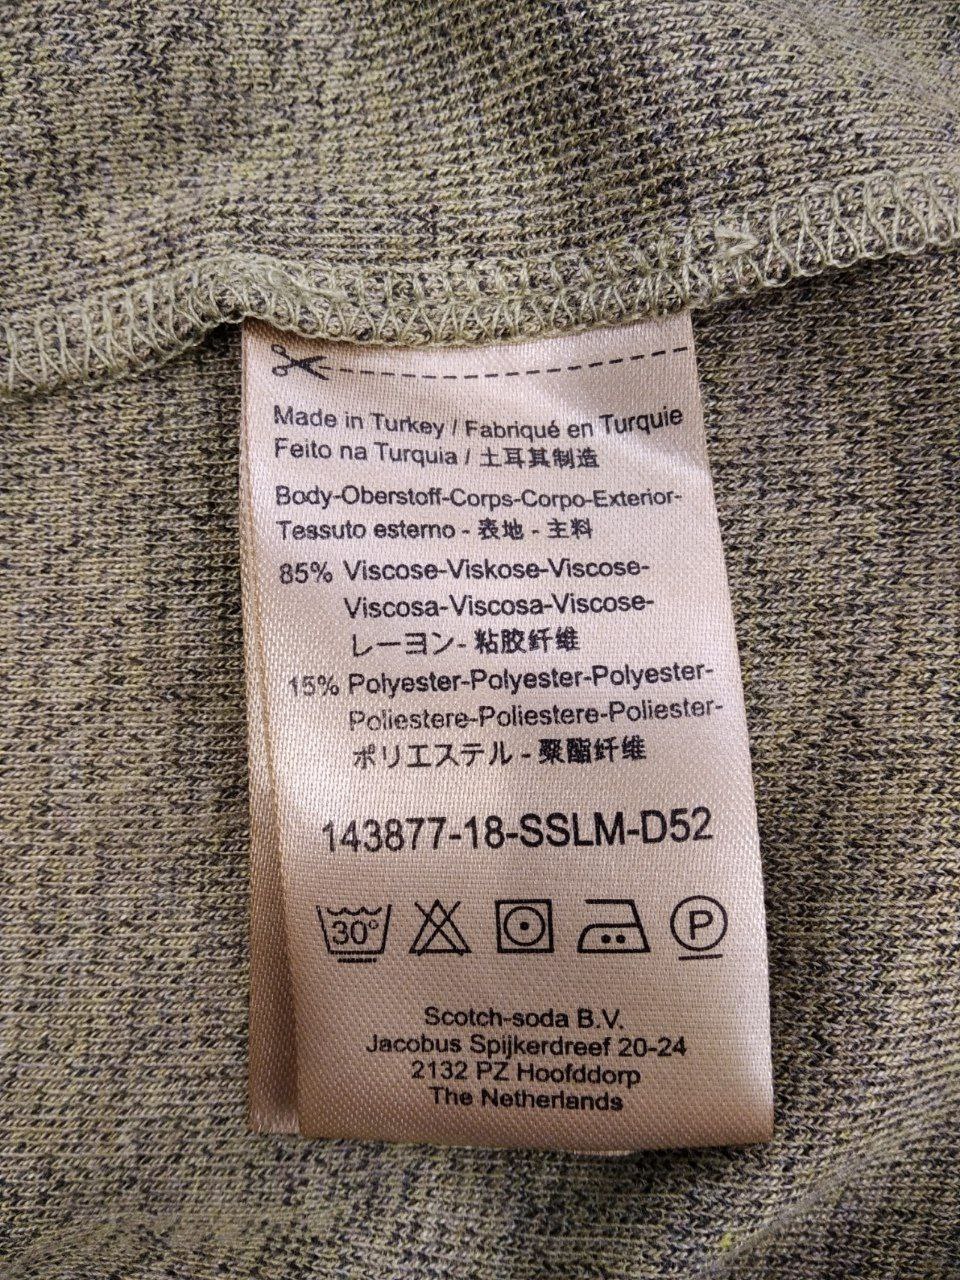 Made in Turkey / Fabriqué en Turquie
Feito na Turquia / 土耳其制造
Body-Oberstoff-Corps-Corpo-Exterior-
Tessuto esterno - 表地 - 主料
85% Viscose-Viskose-Viscose-
Viscosa-Viscosa-Viscose-
レーヨン - 粘胶纤维
15% Polyester-Polyester-Polyester-
Poliestere-Poliestere-Poliester-
ポリエステル - 聚酯纤维
143877-18-SSLM-D52
30° P
Scotch-soda B.V.
Jacobus Spijkerdreef 20-24
2132 PZ Hoofddorp
The Netherlands